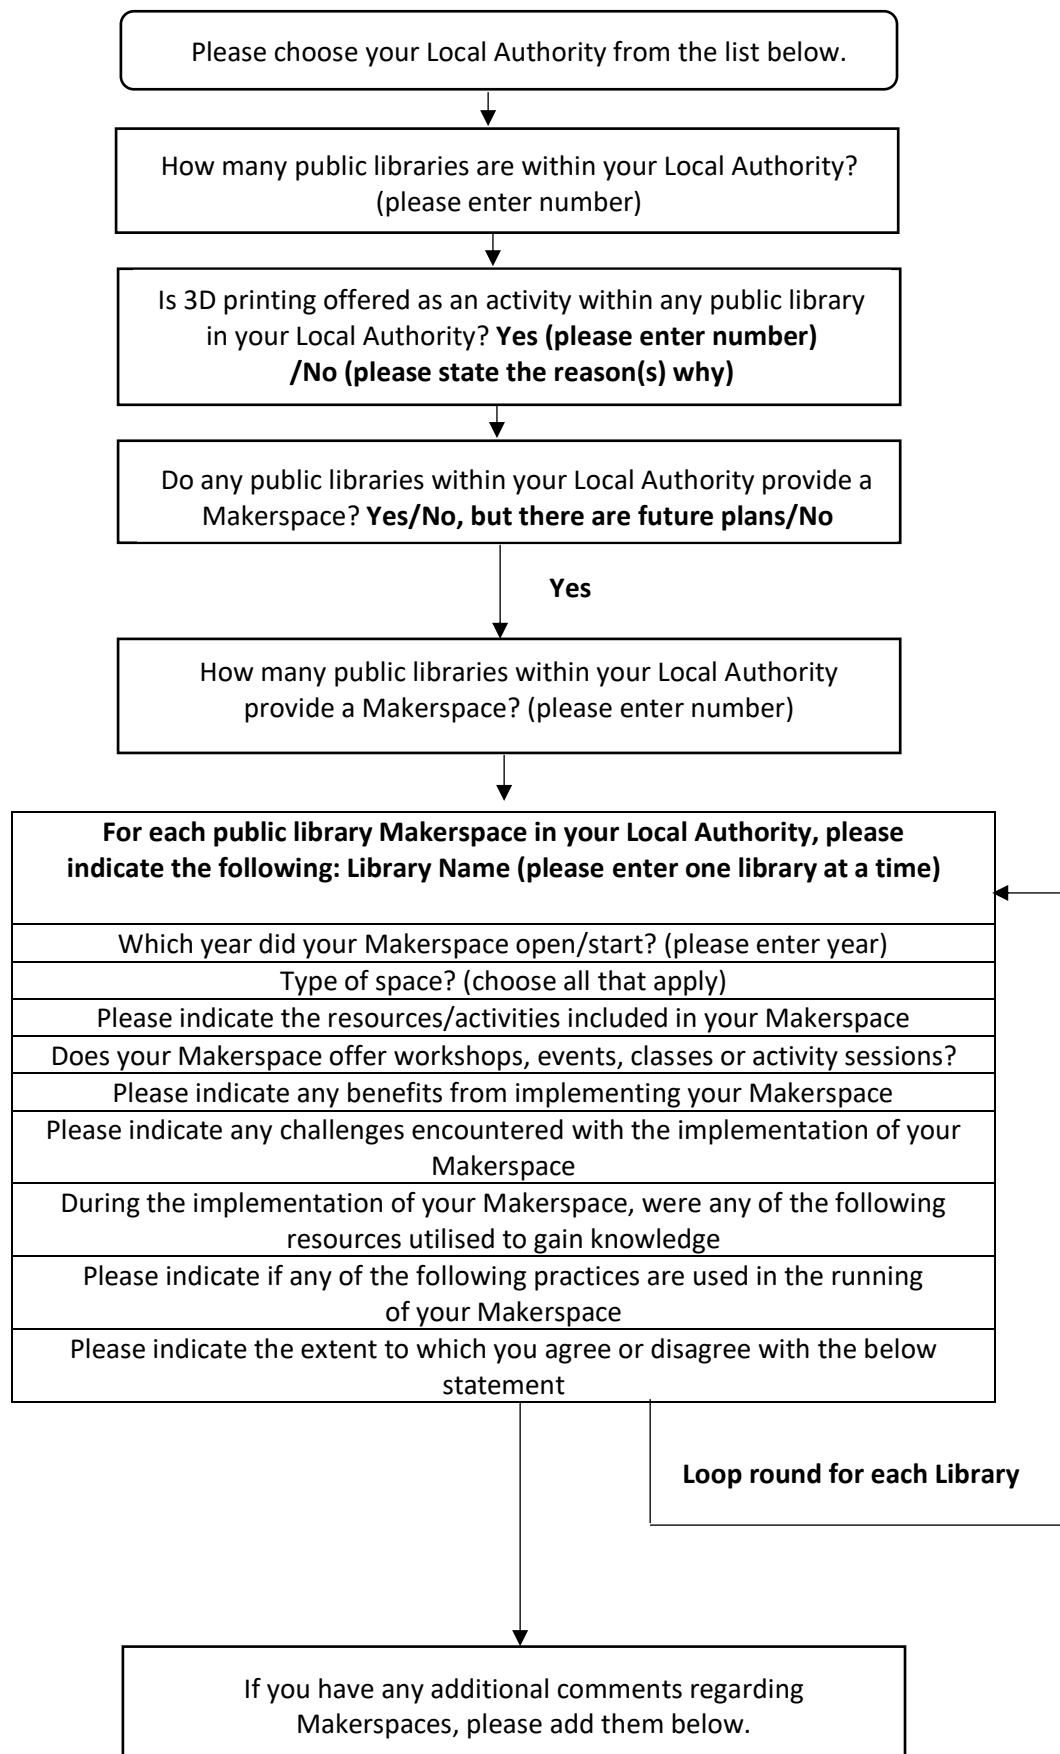 Please choose your Local Authority from the list below.
How many public libraries are within your Local Authority?
(please enter number)
Is 3D printing offered as an activity within any public library
in your Local Authority? Yes (please enter number)
/No (please state the reason(s) why)
Do any public libraries within your Local Authority provide a
Makerspace? Yes/No, but there are future plans/No
Yes
How many public libraries within your Local Authority
provide a Makerspace? (please enter number)
For each public library Makerspace in your Local Authority, please
indicate the following: Library Name (please enter one library at a time)
Which year did your Makerspace open/start? (please enter year)
Type of space? (choose all that apply)
Please indicate the resources/activities included in your Makerspace
Does your Makerspace offer workshops, events, classes or activity sessions?
Please indicate any benefits from implementing your Makerspace
Please indicate any challenges encountered with the implementation of your
Makerspace
During the implementation of your Makerspace, were any of the following
resources utilised to gain knowledge
Please indicate if any of the following practices are used in the running
of your Makerspace
Please indicate the extent to which you agree or disagree with the below
statement
Loop round for each Library
If you have any additional comments regarding
Makerspaces, please add them below.